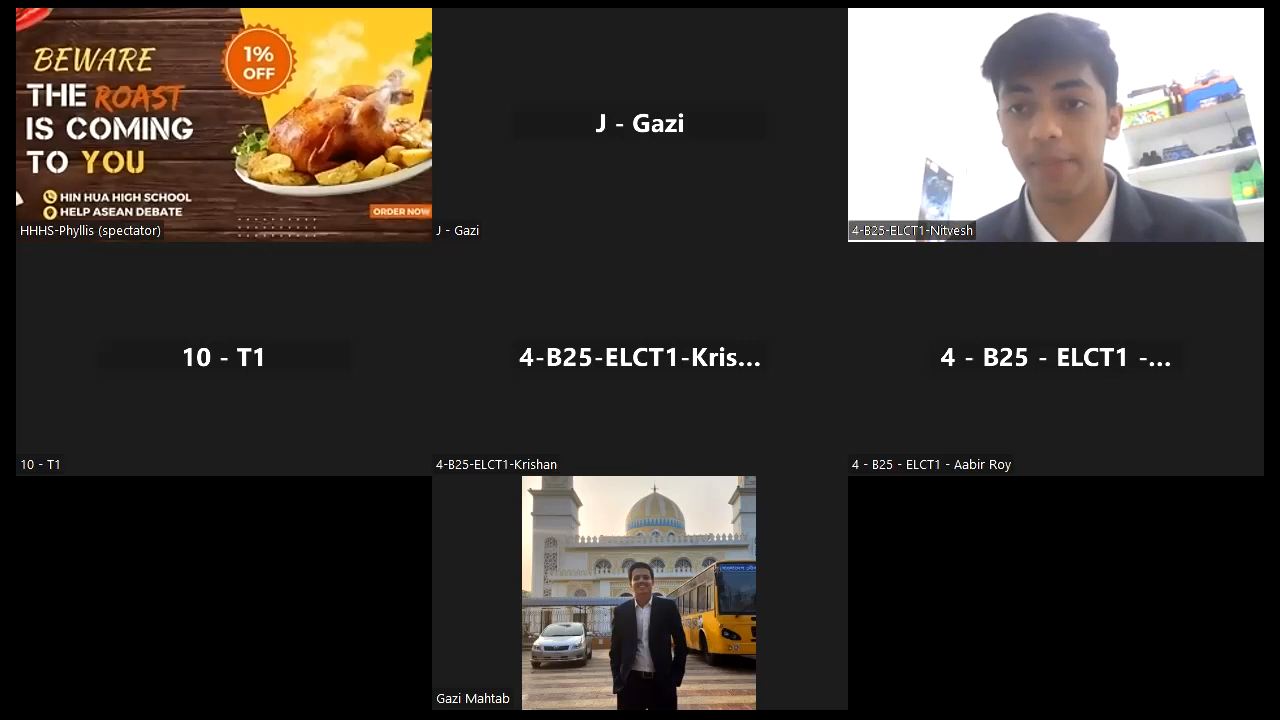 BEWARE
THE ROAST
IS COMING
TO YOU
1%
OFF
HIN HUA HIGH SCHOOL
HELP ASEAN DEBATE
ORDER NOW
HHHS-Phyllis (spectator)
J - Gazi
J - Gazi
4-B25-ELCT1-Nitvesh
10 - T1
10 - T1
4-B25-ELCT1-Kris...
4-B25-ELCT1-Krishan
4 - B25 - ELCT1 -...
4 - B25 - ELCT1 - Aabir Roy
Gazi Mahtab